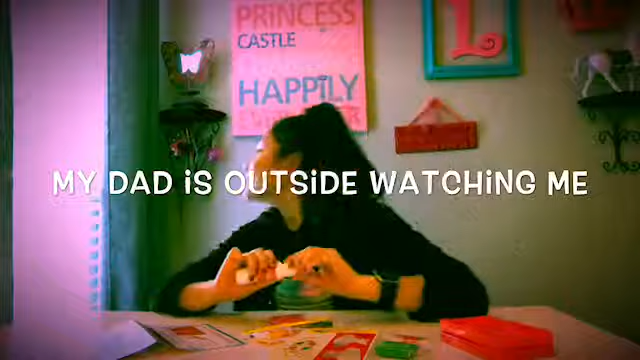 PRINCESS
CASTLE
HAPPILY
MY DAD IS OUTSIDE WATCHING ME
L